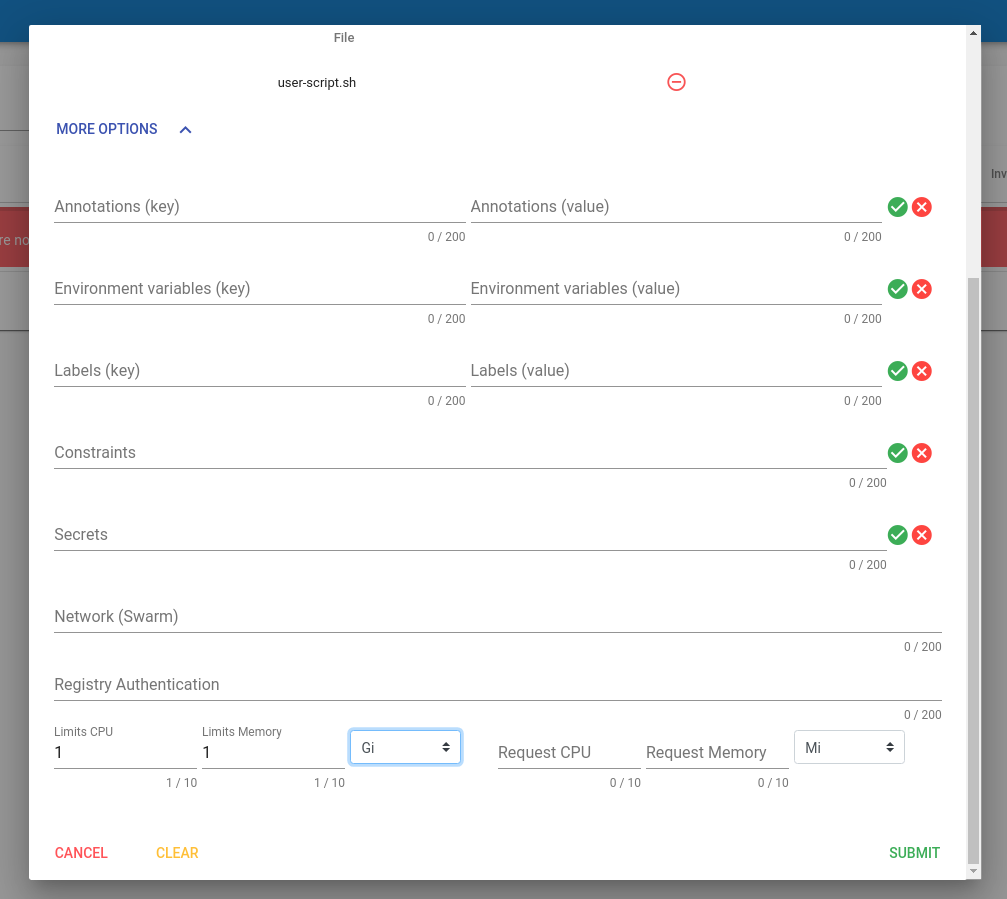 File
user-script.sh
MORE OPTIONS
Inv
Annotations (key) Annotations (value)
re no
0 / 200 0 / 200
Environment variables (key) Environment variables (value)
0 / 200 0 / 200
Labels (key) Labels (value)
0 / 200 0 / 200
Constraints
0 / 200
Secrets
0 / 200
Network (Swarm)
0 / 200
Registry Authentication
0 / 200
Limits CPU Limits Memory
1 1 Gi Request CPU Request Memory Mi
1 / 10 1 / 10 0 / 10 0 / 10
CANCEL CLEAR SUBMIT